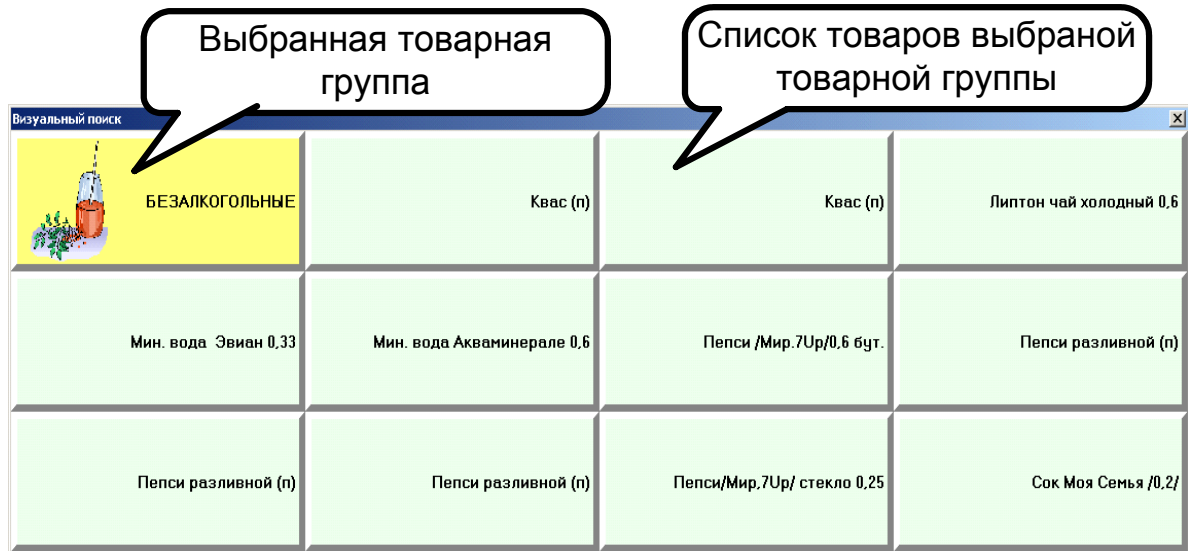 Выбранная товарная
группа
Список товаров выбраной
товарной группы
Визуальный поиск
БЕЗАЛКОГОЛЬНЫЕ
Квас (п)
Квас (п)
Липтон чай холодный 0,6
Мин. вода  Эвиан 0,33
Мин. вода Акваминерале 0,6
Пепси /Мир.7Up/0,6 бут.
Пепси разливной (п)
Пепси разливной (п)
Пепси разливной (п)
Пепси/Мир,7Up/ стекло 0,25
Сок Моя Семья /0,2/